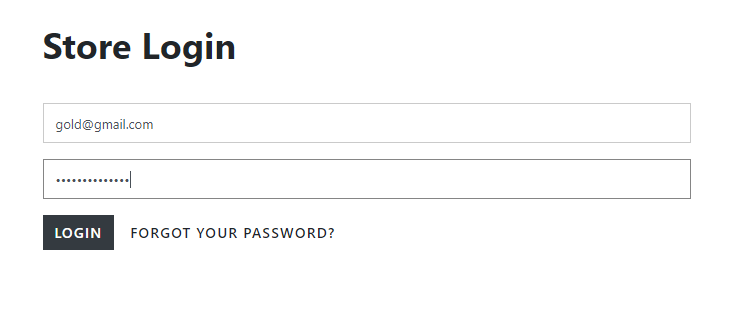 Store Login
gold@gmail.com
••••••••••••••
LOGIN FORGOT YOUR PASSWORD?